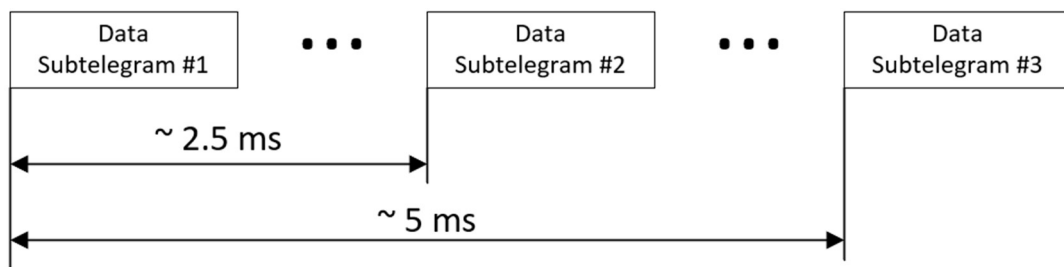 Data
Subtelegram #1
• • •
Data
Subtelegram #2
• • •
Data
Subtelegram #3
~ 2.5 ms
~ 5 ms